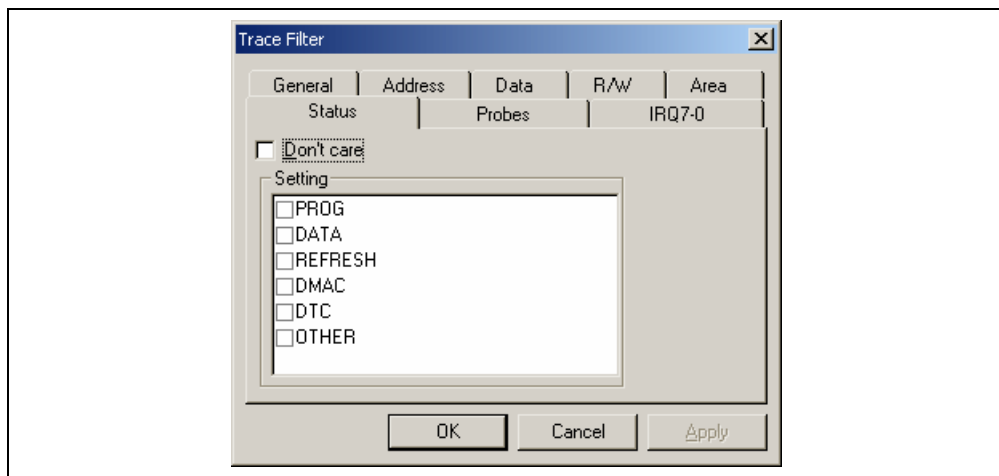 Trace Filter
General Address Data R/W Area
Status Probes IRQ7-0
Don't care
Setting
PROG
DATA
REFRESH
DMAC
DTC
OTHER
OK Cancel Apply